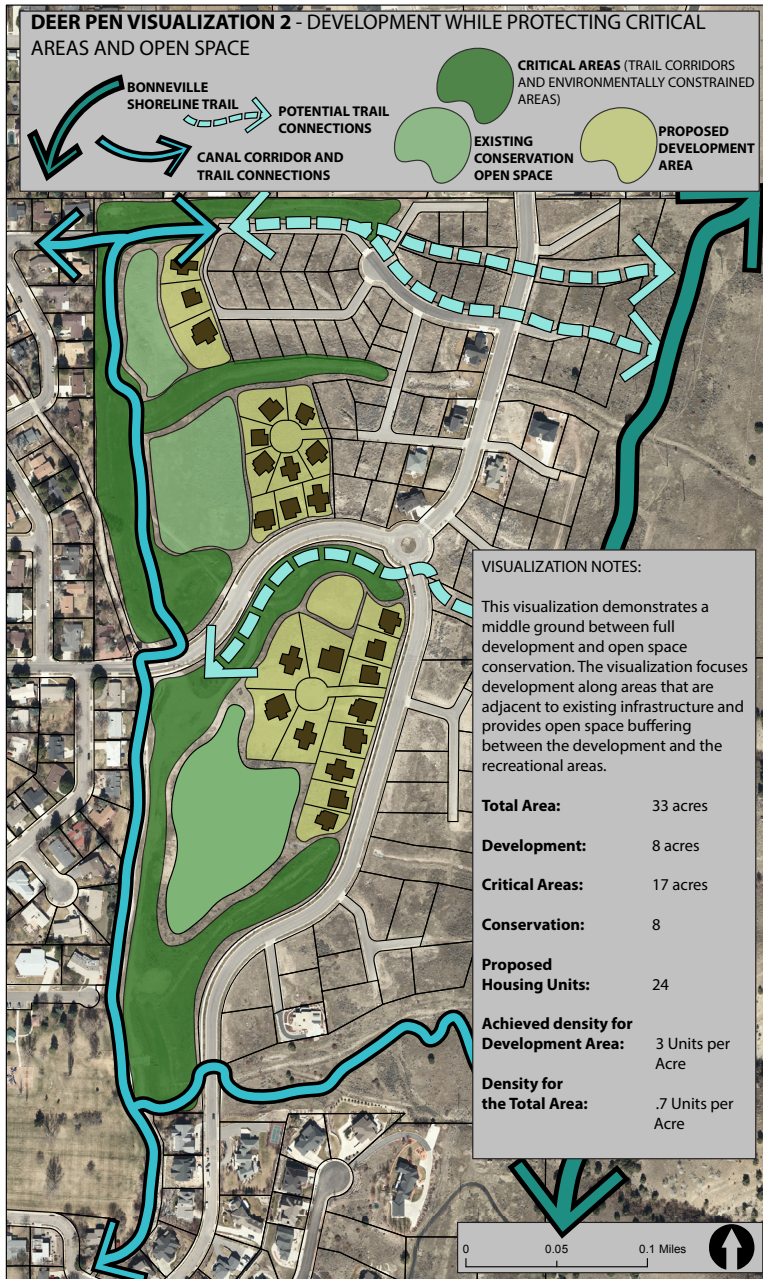 DEER PEN VISUALIZATION 2 - DEVELOPMENT WHILE PROTECTING CRITICAL
AREAS AND OPEN SPACE
BONNEVILLE
SHORELINE TRAIL
POTENTIAL TRAIL
CONNECTIONS
CANAL CORRIDOR AND
TRAIL CONNECTIONS
CRITICAL AREAS (TRAIL CORRIDORS
AND ENVIRONMENTALLY CONSTRAINED
AREAS)
EXISTING
CONSERVATION
OPEN SPACE
PROPOSED
DEVELOPMENT
AREA
VISUALIZATION NOTES:
This visualization demonstrates a
middle ground between full
development and open space
conservation. The visualization focuses
development along areas that are
adjacent to existing infrastructure and
provides open space buffering
between the development and the
recreational areas.
Total Area: 33 acres
Development: 8 acres
Critical Areas: 17 acres
Conservation: 8
Proposed
Housing Units: 24
Achieved density for
Development Area: 3 Units per
Acre
Density for
the Total Area: .7 Units per
Acre
0 0.05 0.1 Miles